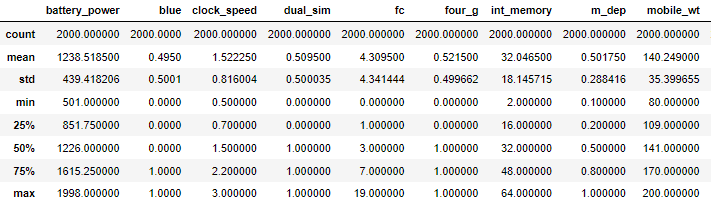 battery_power blue clock_speed dual_sim fc four_g int_memory m_dep mobile_wt
count 2000.000000 2000.0000 2000.000000 2000.000000 2000.000000 2000.000000 2000.000000 2000.000000 2000.000000
mean 1238.518500 0.4950 1.522250 0.509500 4.309500 0.521500 32.046500 0.501750 140.249000
std 439.418206 0.5001 0.816004 0.500035 4.341444 0.499662 18.145715 0.288416 35.399655
min 501.000000 0.0000 0.500000 0.000000 0.000000 0.000000 2.000000 0.100000 80.000000
25% 851.750000 0.0000 0.700000 0.000000 1.000000 0.000000 16.000000 0.200000 109.000000
50% 1226.000000 0.0000 1.500000 1.000000 3.000000 1.000000 32.000000 0.500000 141.000000
75% 1615.250000 1.0000 2.200000 1.000000 7.000000 1.000000 48.000000 0.800000 170.000000
max 1998.000000 1.0000 3.000000 1.000000 19.000000 1.000000 64.000000 1.000000 200.000000